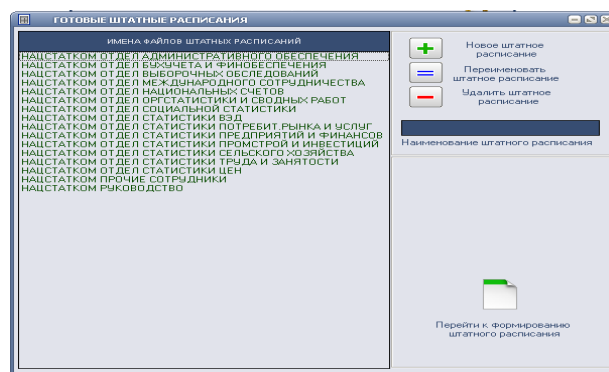 ГОТОВЫЕ ШТАТНЫЕ РАСПИСАНИЯ
ИМЕНА ФАЙЛОВ ШТАТНЫХ РАСПИСАНИЙ
НАЦСТАТКОМ ОТДЕЛ АДМИНИСТРАТИВНОГО ОБЕСПЕЧЕНИЯ
НАЦСТАТКОМ ОТДЕЛ БУХУЧЕТА И ФИНОБЕСПЕЧЕНИЯ
НАЦСТАТКОМ ОТДЕЛ ВЫБОРОЧНЫХ ОБСЛЕДОВАНИЙ
НАЦСТАТКОМ ОТДЕЛ МЕЖДУНАРОДНОГО СОТРУДНИЧЕСТВА
НАЦСТАТКОМ ОТДЕЛ НАЦИОНАЛЬНЫХ СЧЕТОВ
НАЦСТАТКОМ ОТДЕЛ ОРГСТАТИСТИКИ И СВОДНЫХ РАБОТ
НАЦСТАТКОМ ОТДЕЛ СОЦИАЛЬНОЙ СТАТИСТИКИ
НАЦСТАТКОМ ОТДЕЛ СТАТИСТИКИ ВЭД
НАЦСТАТКОМ ОТДЕЛ СТАТИСТИКИ ПОТРЕБИТ.РЫНКА И УСЛУГ
НАЦСТАТКОМ ОТДЕЛ СТАТИСТИКИ ПРЕДПРИЯТИЙ И ФИНАНСОВ
НАЦСТАТКОМ ОТДЕЛ СТАТИСТИКИ ПРОМСТРОЙ И ИНВЕСТИЦИЙ
НАЦСТАТКОМ ОТДЕЛ СТАТИСТИКИ СЕЛЬСКОГО ХОЗЯЙСТВА
НАЦСТАТКОМ ОТДЕЛ СТАТИСТИКИ ТРУДА И ЗАНЯТОСТИ
НАЦСТАТКОМ ОТДЕЛ СТАТИСТИКИ ЦЕН
НАЦСТАТКОМ ПРОЧИЕ СОТРУДНИКИ
НАЦСТАТКОМ РУКОВОДСТВО
Новое штатное
расписание
Переименовать
штатное расписание
Удалить штатное
расписание
Наименование штатного расписания
Перейти к формированию
штатного расписания